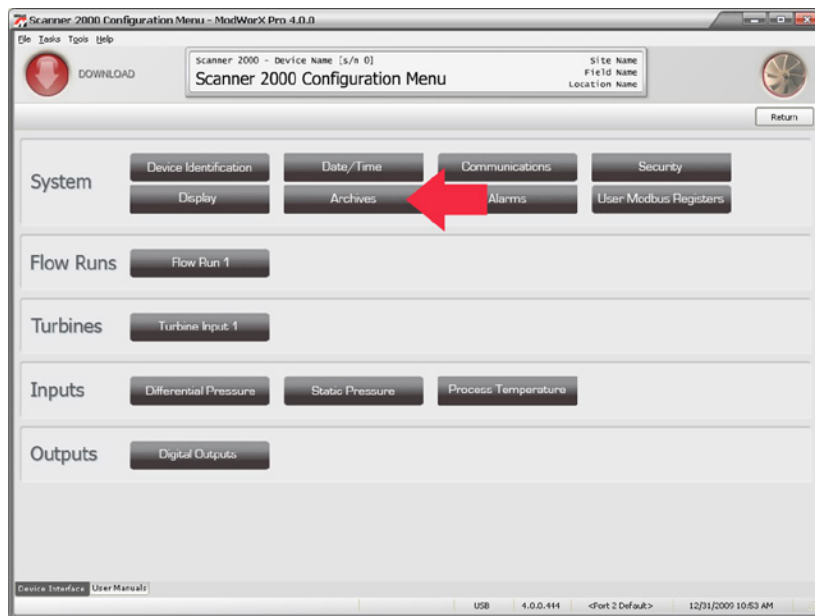 Scanner 2000 Configuration Menu - ModWorX Pro 4.0.0
File Tasks Tools Help
DOWNLOAD
Scanner 2000 - Device Name [s/n 0]
Scanner 2000 Configuration Menu
Site Name
Field Name
Location Name
Return
System
Device Identification
Date/Time
Communications
Security
Display
Archives
Alarms
User Modbus Registers
Flow Runs
Flow Run 1
Turbines
Turbine Input 1
Inputs
Differential Pressure
Static Pressure
Process Temperature
Outputs
Digital Outputs
Device Interface User Manuals
USB 4.0.0.444 <Port 2 Default> 12/31/2009 10:53 AM